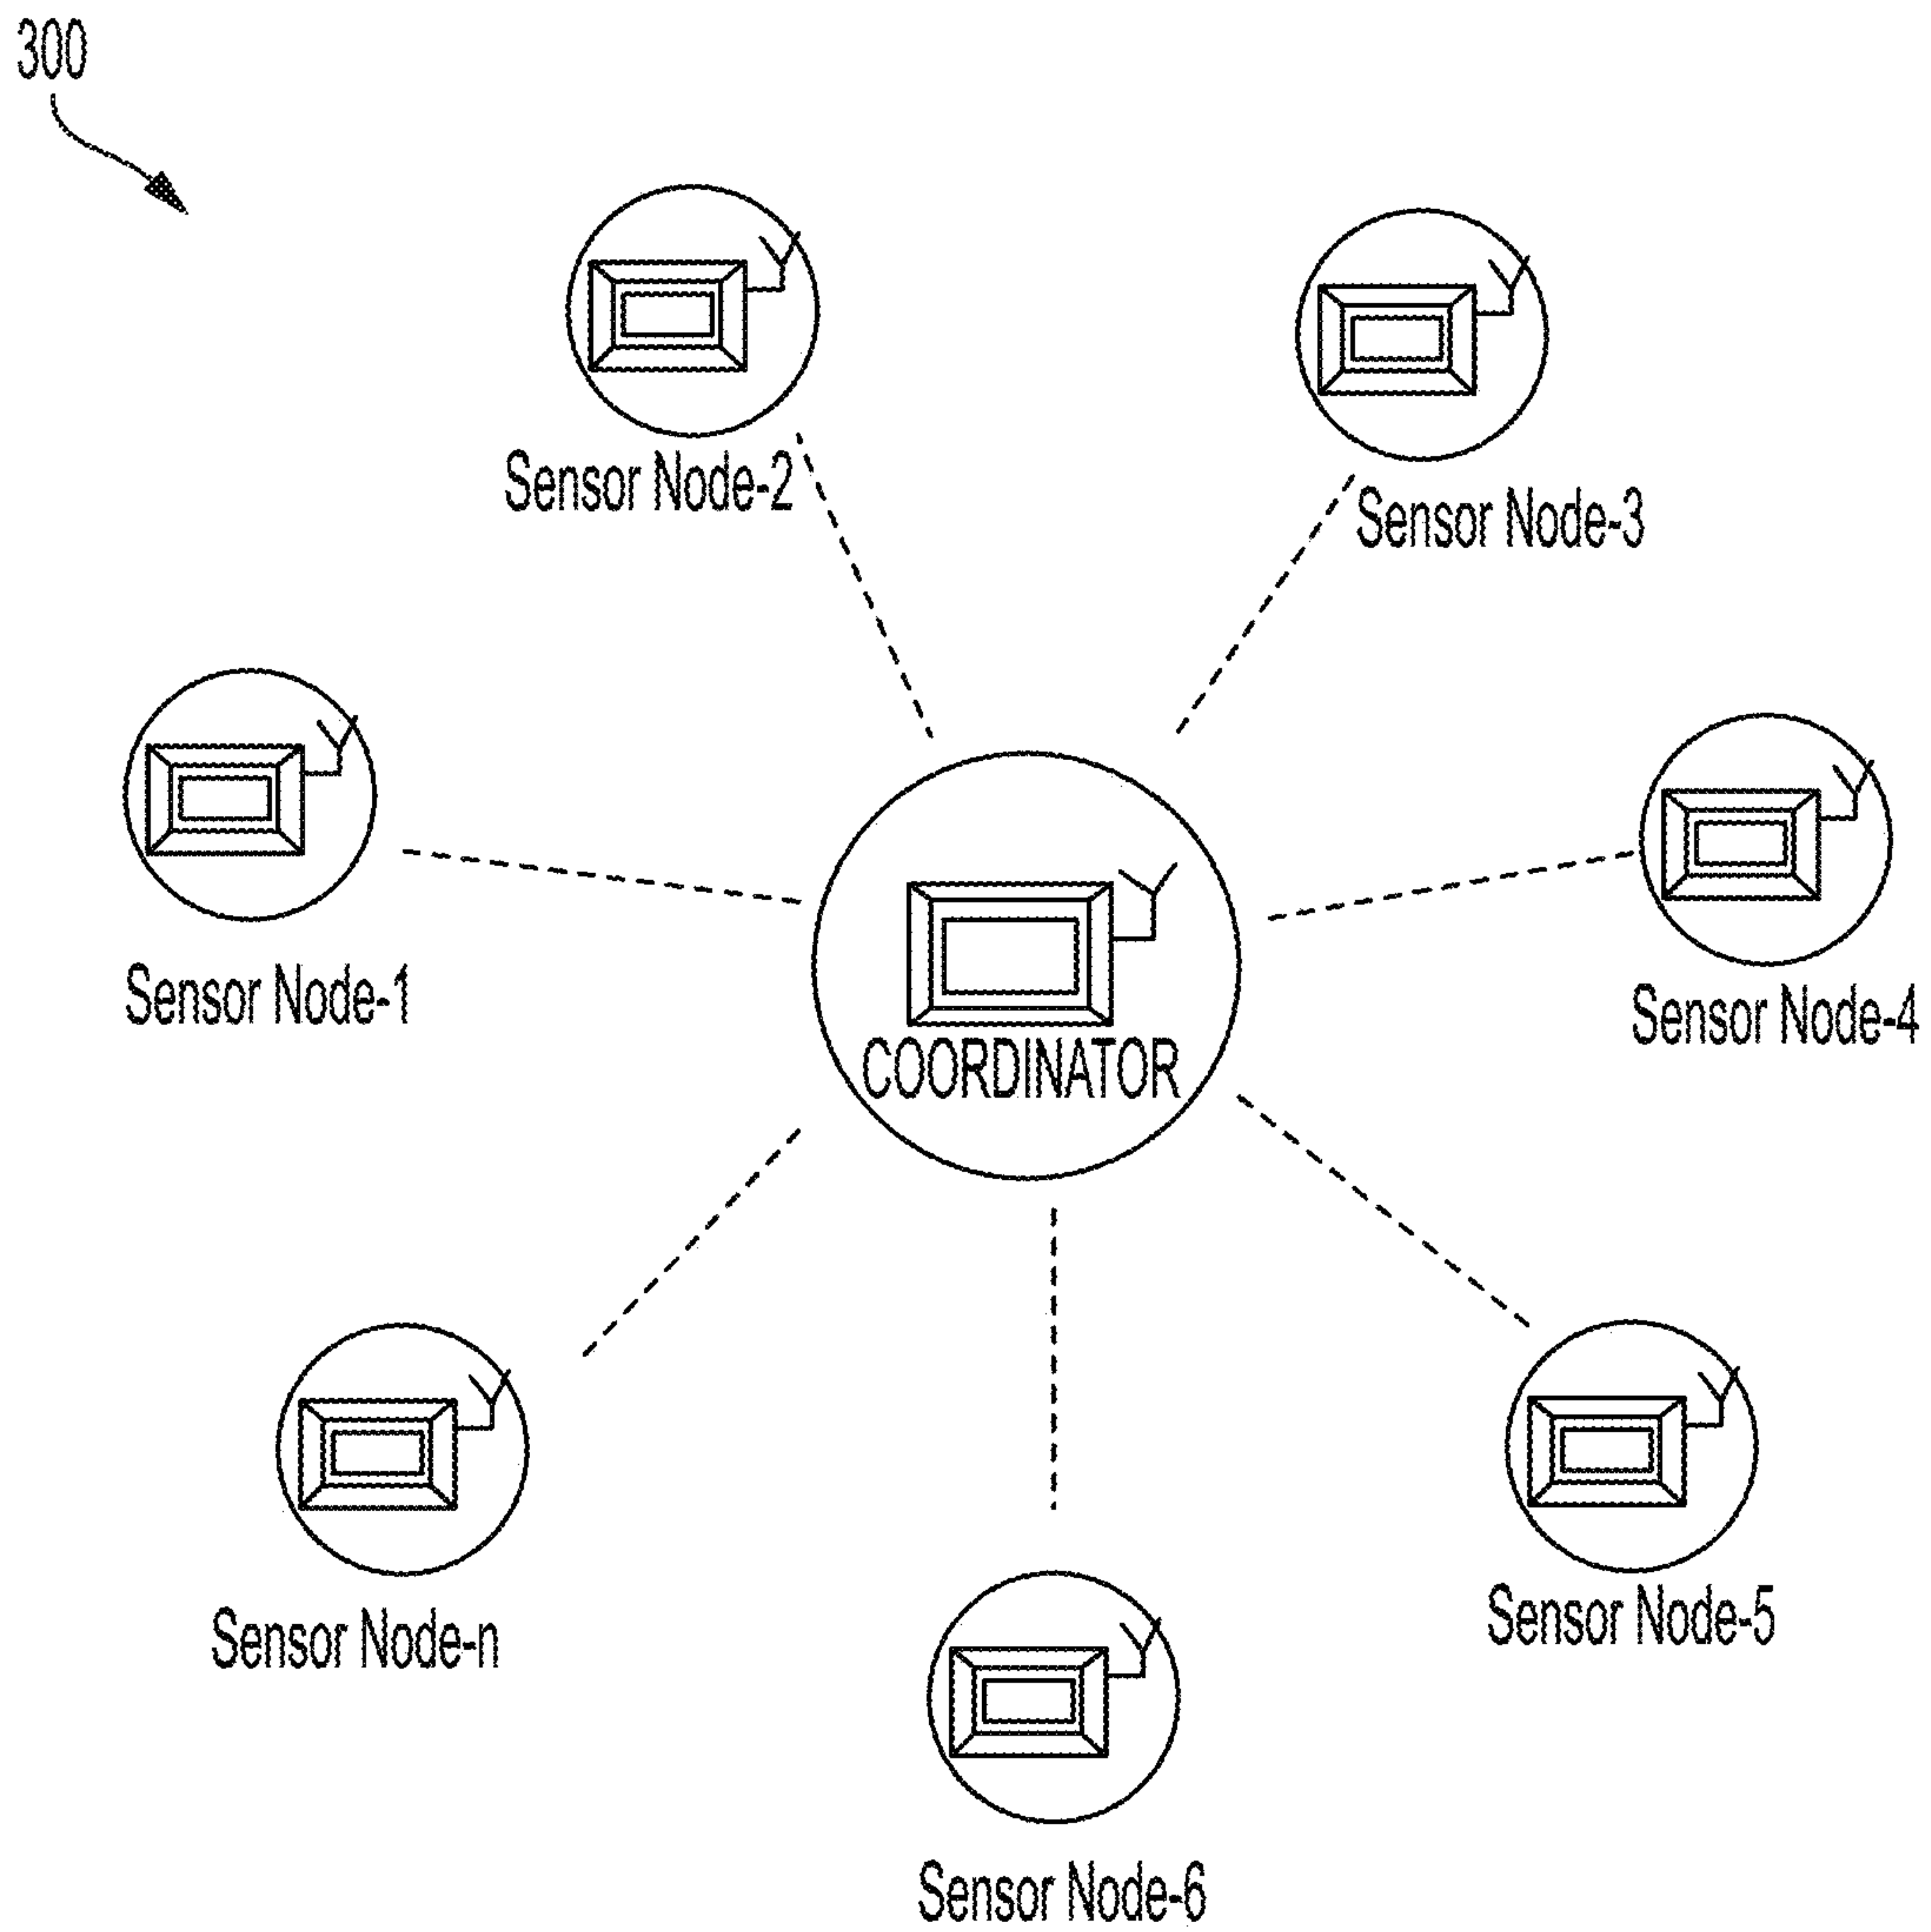 300
Sensor Node-2
Sensor Node-3
Sensor Node-1
Sensor Node-4
COORDINATOR
Sensor Node-n
Sensor Node-5
Sensor Node-6